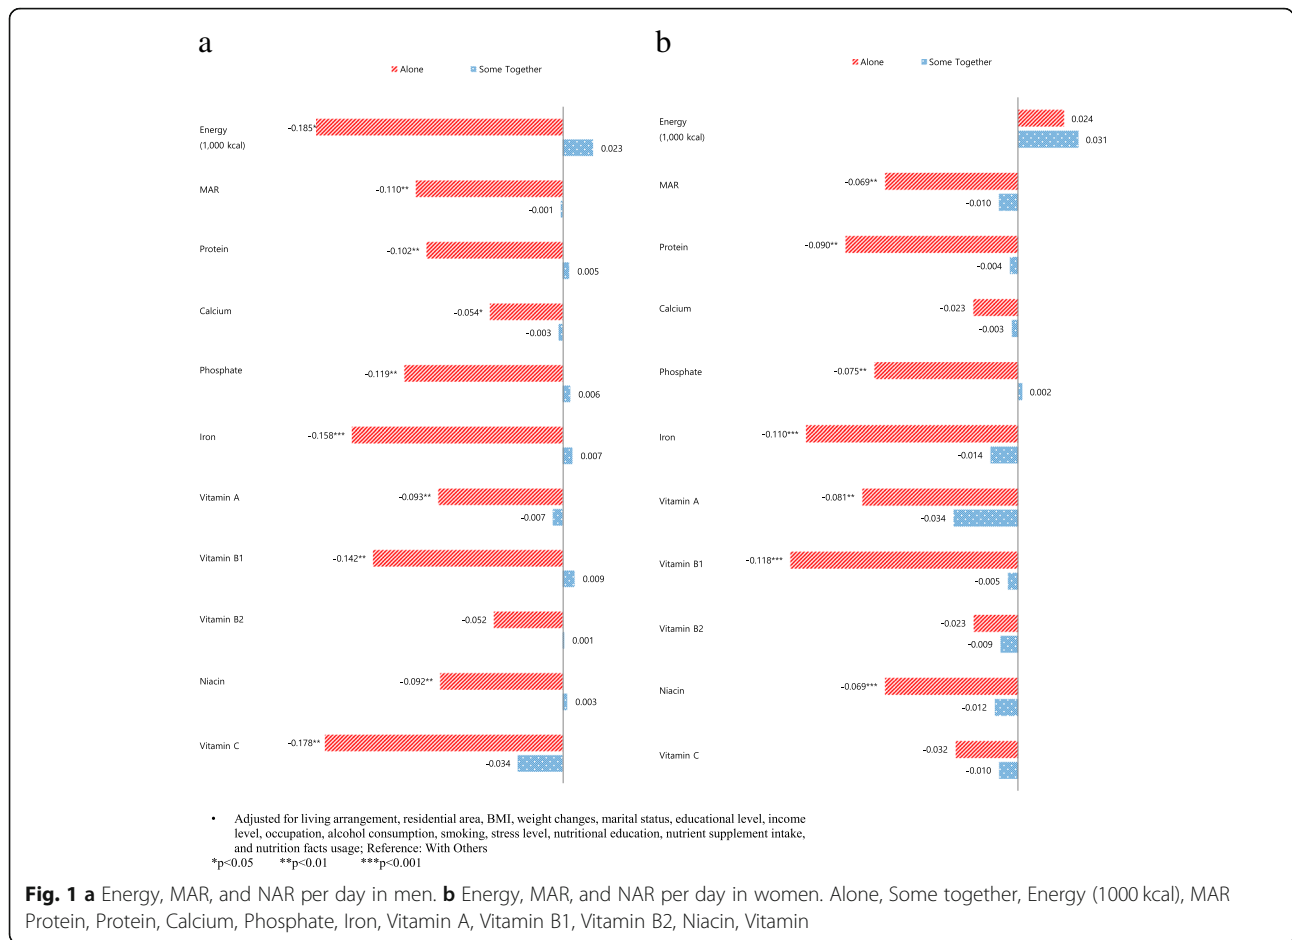 a
Alone Some Together
Energy
(1,000 kcal)
-0.185*
0.023
MAR
-0.110**
-0.001
Protein
-0.102**
0.005
Calcium
-0.054*
-0.003
Phosphate
-0.119**
0.006
Iron
-0.158***
0.007
Vitamin A
-0.093**
-0.007
Vitamin B1
-0.142**
0.009
Vitamin B2
-0.052
0.001
Niacin
-0.092**
0.003
Vitamin C
-0.178**
-0.034
b
Alone Some Together
Energy
(1,000 kcal)
0.024
0.031
MAR
-0.069**
-0.010
Protein
-0.090**
-0.004
Calcium
-0.023
-0.003
Phosphate
-0.075**
0.002
Iron
-0.110***
-0.014
Vitamin A
-0.081**
-0.034
Vitamin B1
-0.118***
-0.005
Vitamin B2
-0.023
-0.009
Niacin
-0.069***
-0.012
Vitamin C
-0.032
-0.010
• Adjusted for living arrangement, residential area, BMI, weight changes, marital status, educational level, income
level, occupation, alcohol consumption, smoking, stress level, nutritional education, nutrient supplement intake,
and nutrition facts usage; Reference: With Others
*p<0.05 **p<0.01 ***p<0.001
Fig. 1 a Energy, MAR, and NAR per day in men. b Energy, MAR, and NAR per day in women. Alone, Some together, Energy (1000 kcal), MAR
Protein, Protein, Calcium, Phosphate, Iron, Vitamin A, Vitamin B1, Vitamin B2, Niacin, Vitamin